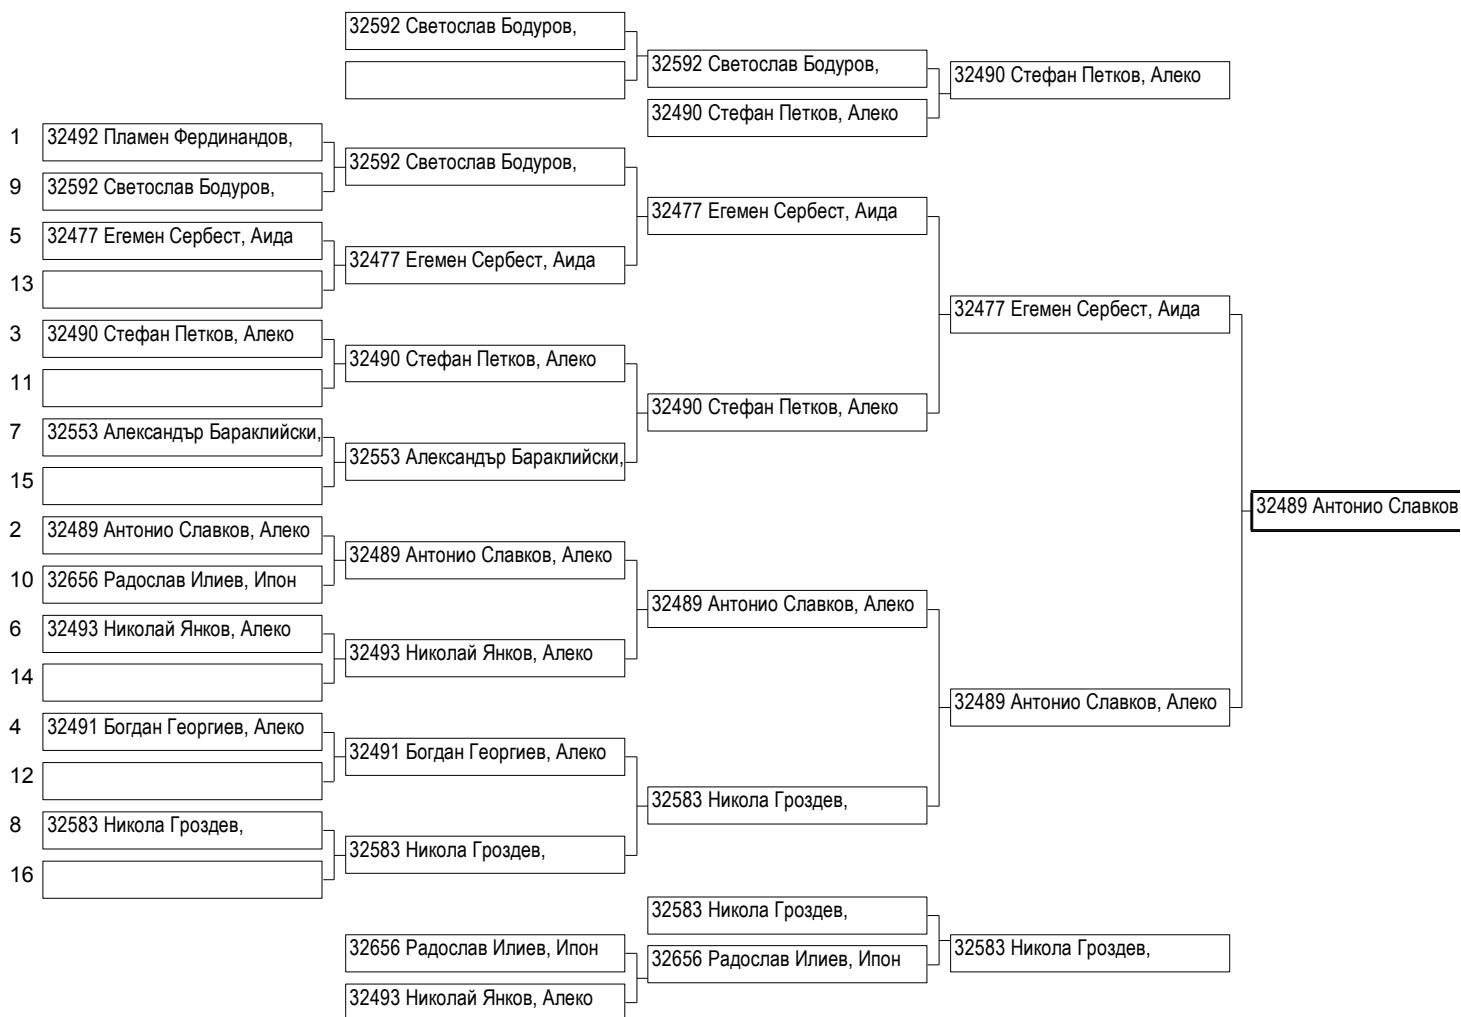 32592 Светослав Бодуров,
32592 Светослав Бодуров,
32490 Стефан Петков, Алеко
32490 Стефан Петков, Алеко
1 32492 Пламен Фердинандов,
32592 Светослав Бодуров,
9 32592 Светослав Бодуров,
32477 Егемен Сербест, Аида
5 32477 Егемен Сербест, Аида
32477 Егемен Сербест, Аида
13
32477 Егемен Сербест, Аида
3 32490 Стефан Петков, Алеко
32490 Стефан Петков, Алеко
11
32490 Стефан Петков, Алеко
7 32553 Александър Бараклийски,
32553 Александър Бараклийски,
15
32489 Антонио Славков
2 32489 Антонио Славков, Алеко
32489 Антонио Славков, Алеко
10 32656 Радослав Илиев, Ипон
32489 Антонио Славков, Алеко
6 32493 Николай Янков, Алеко
32493 Николай Янков, Алеко
14
32489 Антонио Славков, Алеко
4 32491 Богдан Георгиев, Алеко
32491 Богдан Георгиев, Алеко
12
32583 Никола Гроздев,
8 32583 Никола Гроздев,
32583 Никола Гроздев,
16
32583 Никола Гроздев,
32656 Радослав Илиев, Ипон
32656 Радослав Илиев, Ипон
32583 Никола Гроздев,
32493 Николай Янков, Алеко